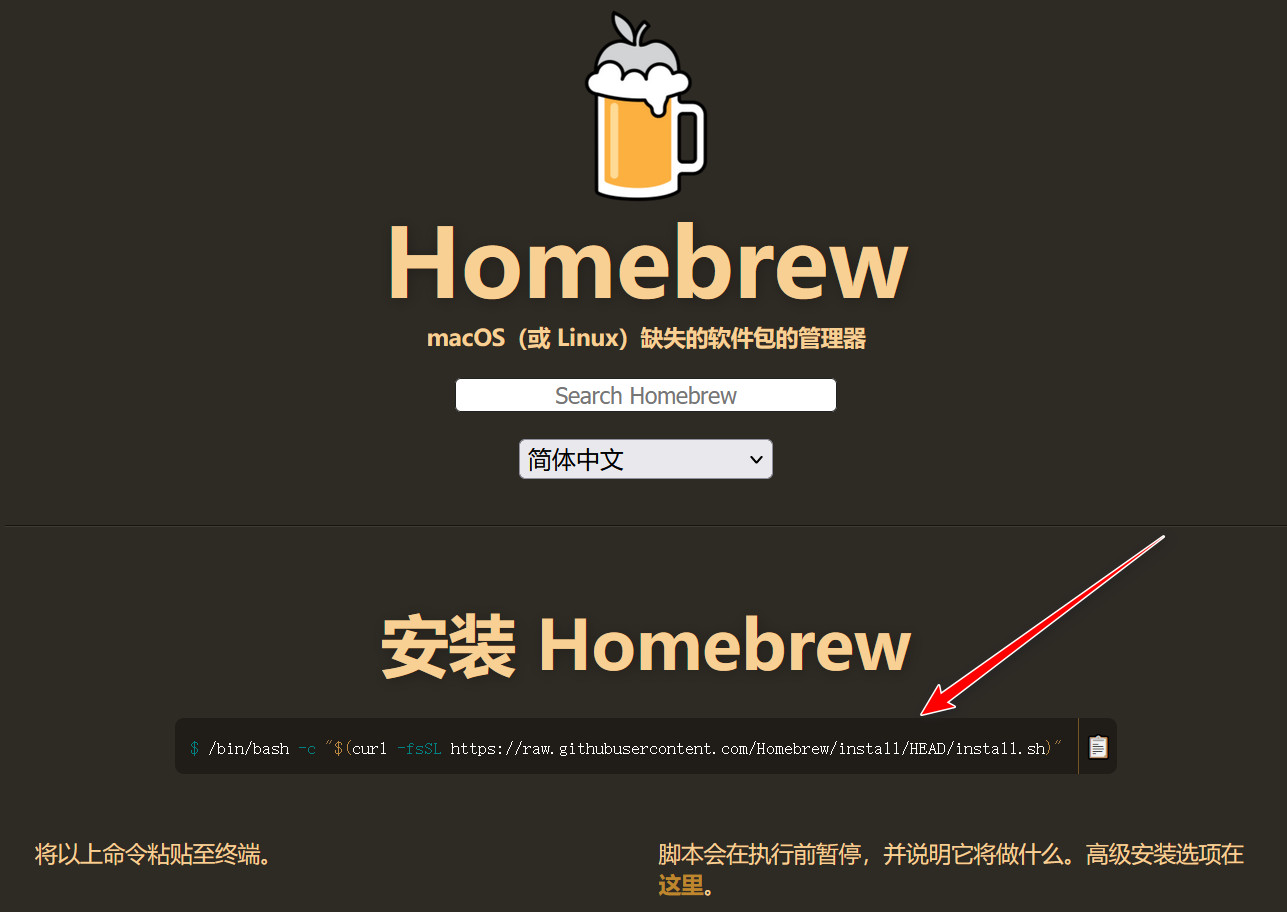 Homebrew
macOS（或 Linux）缺失的软件包的管理器
Search Homebrew
简体中文
安装 Homebrew
$ /bin/bash -c "$(curl -fsSL https://raw.githubusercontent.com/Homebrew/install/HEAD/install.sh)"
将以上命令粘贴至终端。
脚本会在执行前暂停，并说明它将做什么。高级安装选项在
这里。